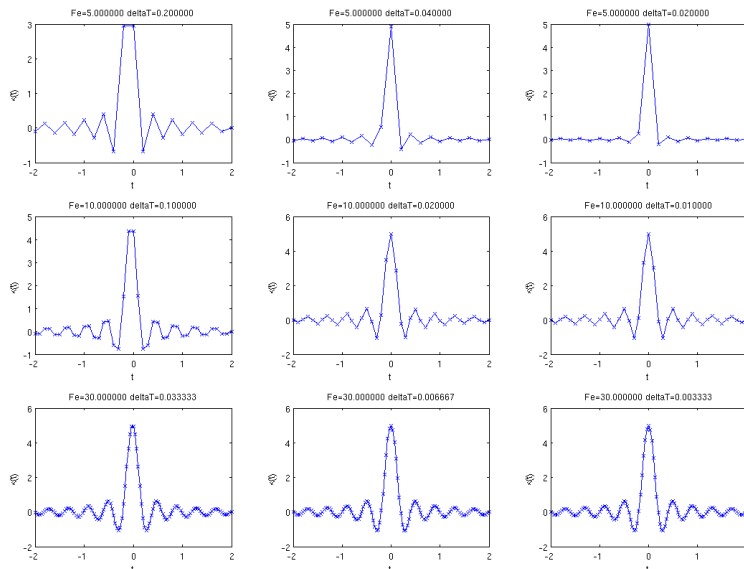 Fe=5.000000 deltaT=0.200000
3
2
1
0
-1
-2 -1 0 1 2
t
Fe=5.000000 deltaT=0.040000
5
4
3
2
1
0
-1
-2 -1 0 1 2
t
Fe=5.000000 deltaT=0.020000
5
4
3
2
1
0
-1
-2 -1 0 1
t
Fe=10.000000 deltaT=0.100000
5
4
3
2
1
0
-1
-2 -1 0 1 2
t
Fe=10.000000 deltaT=0.020000
6
4
2
0
-2
-2 -1 0 1 2
t
Fe=10.000000 deltaT=0.010000
6
4
2
0
-2
-2 -1 0 1
t
Fe=30.000000 deltaT=0.033333
6
4
2
0
-2
-2 -1 0 1 2
t
Fe=30.000000 deltaT=0.006667
6
4
2
0
-2
-2 -1 0 1 2
t
Fe=30.000000 deltaT=0.003333
6
4
2
0
-2
-2 -1 0 1
t